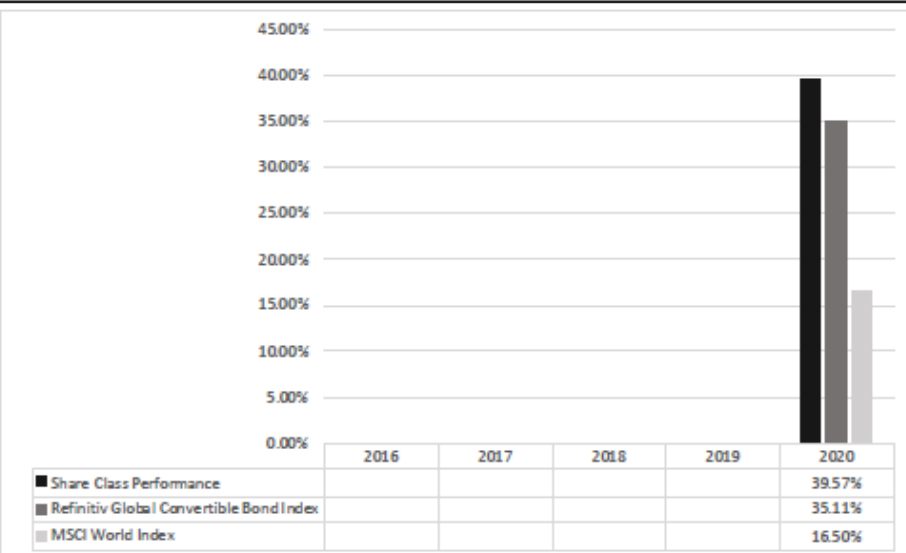 45.00%
40.00%
35.00%
30.00%
25.00%
20.00%
15.00%
10.00%
5.00%
0.00%
2016 2017 2018 2019 2020
Share Class Performance 39.57%
Refinitiv Global Convertible Bond Index 35.11%
MSCI World Index 16.50%